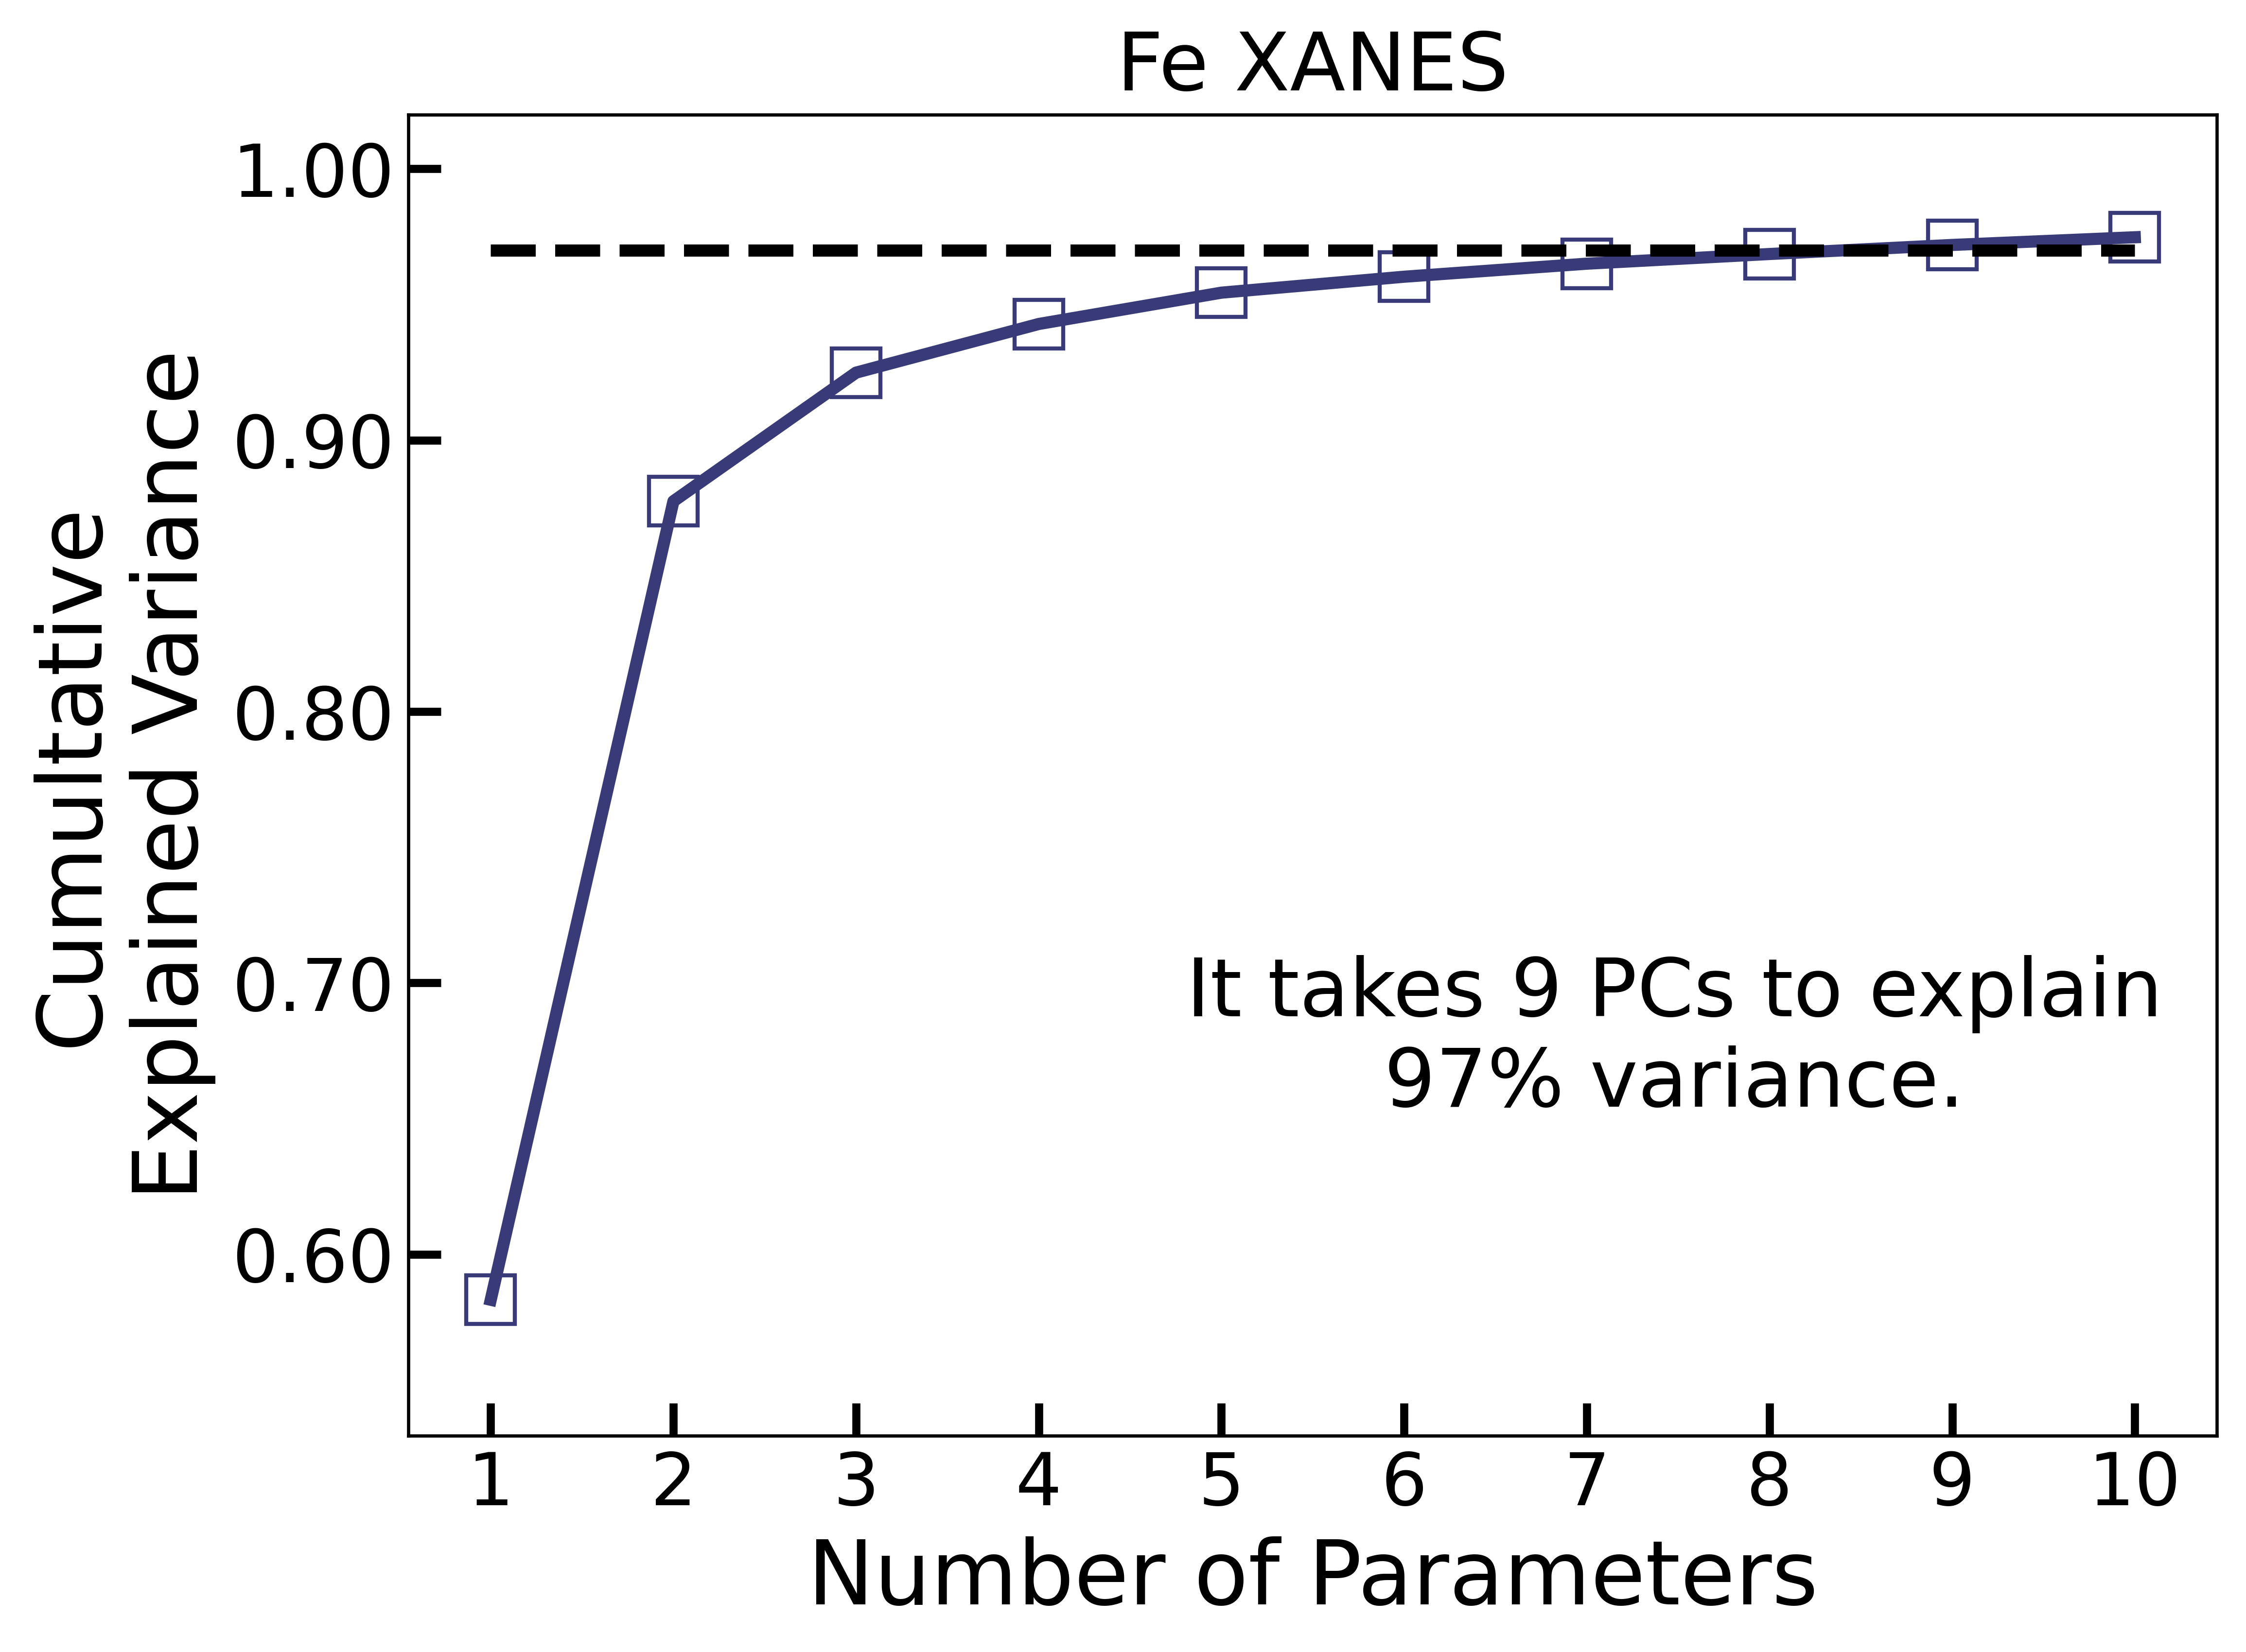 Fe XANES
Cumultative
Explained Variance
1.00
0.90
0.80
0.70
0.60
It takes 9 PCs to explain
97% variance.
1 2 3 4 5 6 7 8 9 10
Number of Parameters